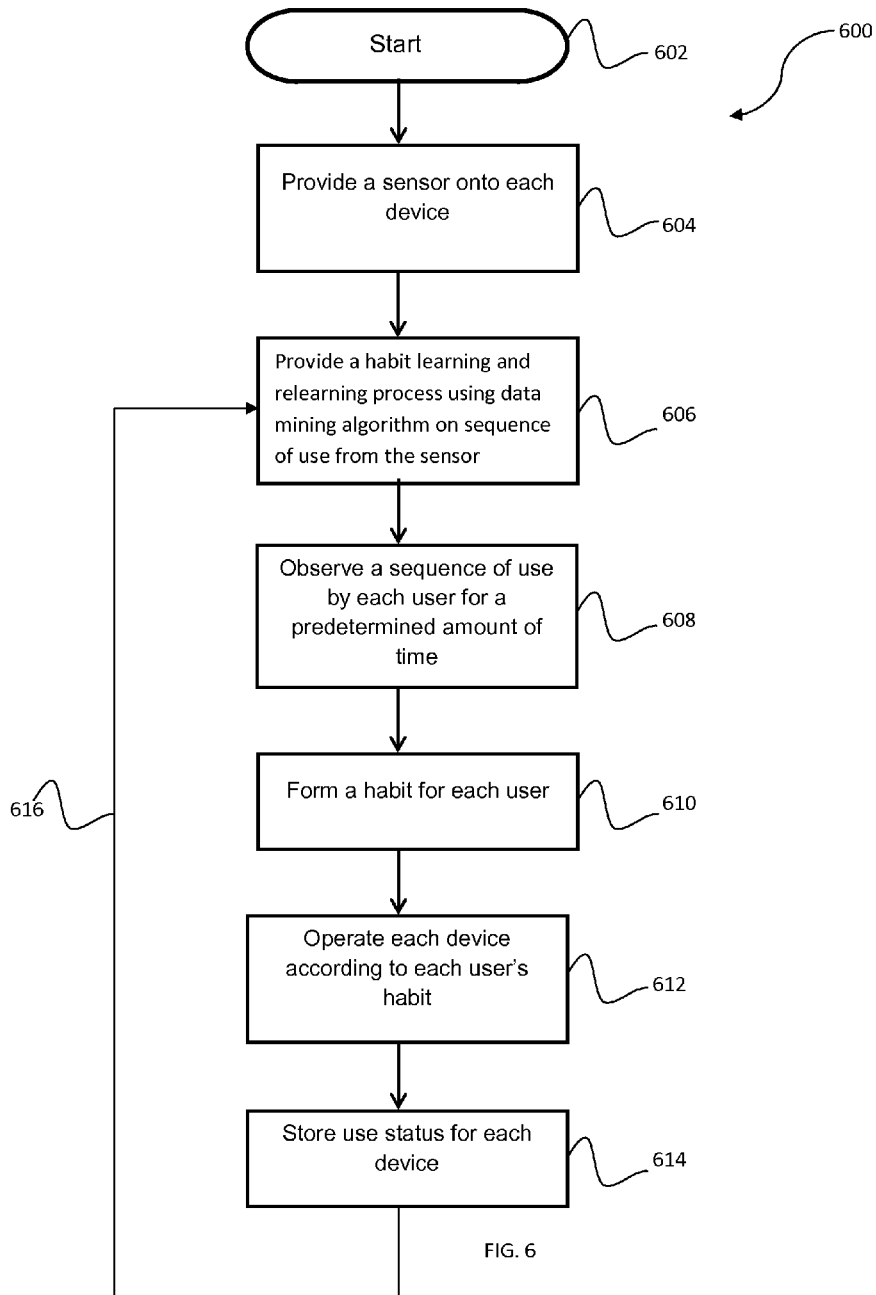 Start
602
600
Provide a sensor onto each
device
604
Provide a habit learning and
relearning process using data
mining algorithm on sequence
of use from the sensor
606
Observe a sequence of use
by each user for a
predetermined amount of
time
608
Form a habit for each user
610
616
Operate each device
according to each user's
habit
612
Store use status for each
device
614
FIG. 6